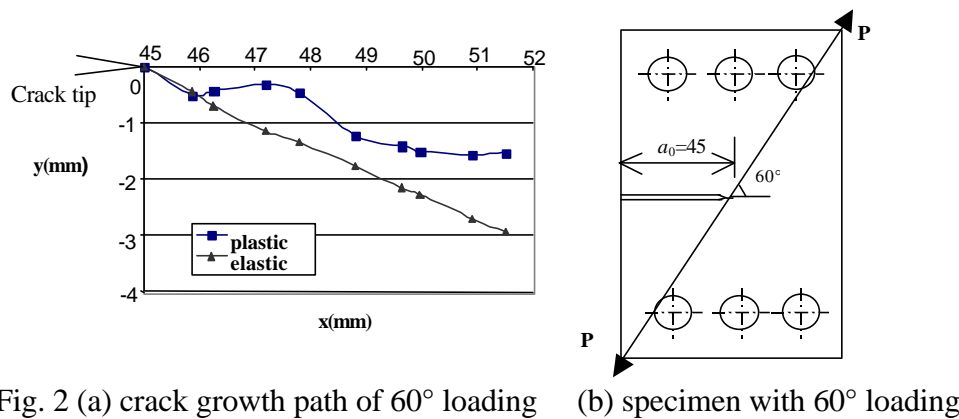 45 46 47 48 49 50 51 52
0
Crack tip
-1
y(mm)
-2
-3
plastic
elastic
-4
x(mm)
P
a0=45
60°
P
Fig. 2 (a) crack growth path of 60° loading (b) specimen with 60° loading